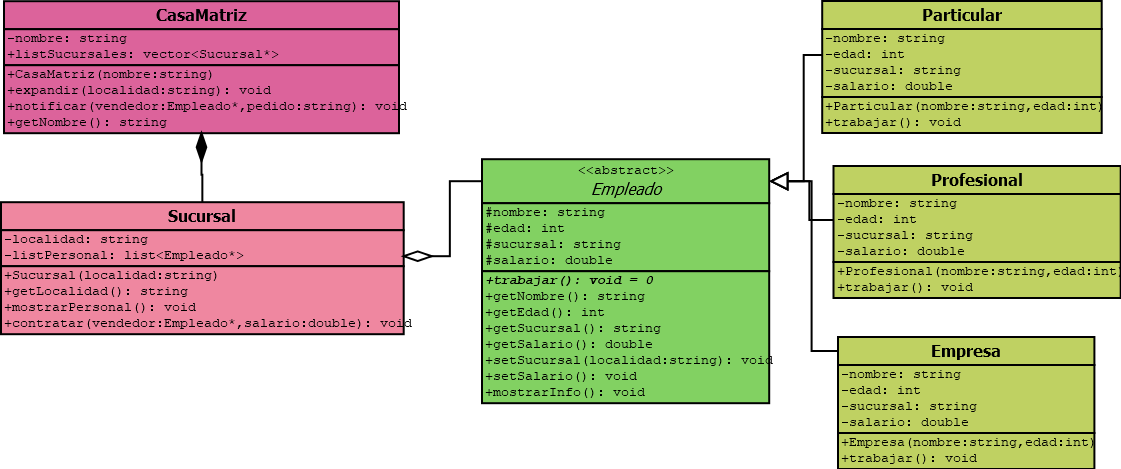 CasaMatriz
-nombre: string
+listSucursales: vector<Sucursal*>
+CasaMatriz(nombre:string)
+expandir(localidad:string): void
+notificar(vendedor:Empleado*,pedido:string): void
+getNombre(): string
Sucursal
-localidad: string
-listPersonal: list<Empleado*>
+Sucursal(localidad:string)
+getLocalidad(): string
+mostrarPersonal(): void
+contratar(vendedor:Empleado*,salario:double): void
<<abstract>>
Empleado
#nombre: string
#edad: int
#sucursal: string
#salario: double
+trabajar(): void = 0
+getNombre(): string
+getEdad(): int
+getSucursal(): string
+getSalario(): double
+setSucursal(localidad:string): void
+setSalario(): void
+mostrarInfo(): void
Particular
-nombre: string
-edad: int
-sucursal: string
-salario: double
+Particular(nombre:string,edad:int)
+trabajar(): void
Profesional
-nombre: string
-edad: int
-sucursal: string
-salario: double
+Profesional(nombre:string,edad:int)
+trabajar(): void
Empresa
-nombre: string
-edad: int
-sucursal: string
-salario: double
+Empresa(nombre:string,edad:int)
+trabajar(): void